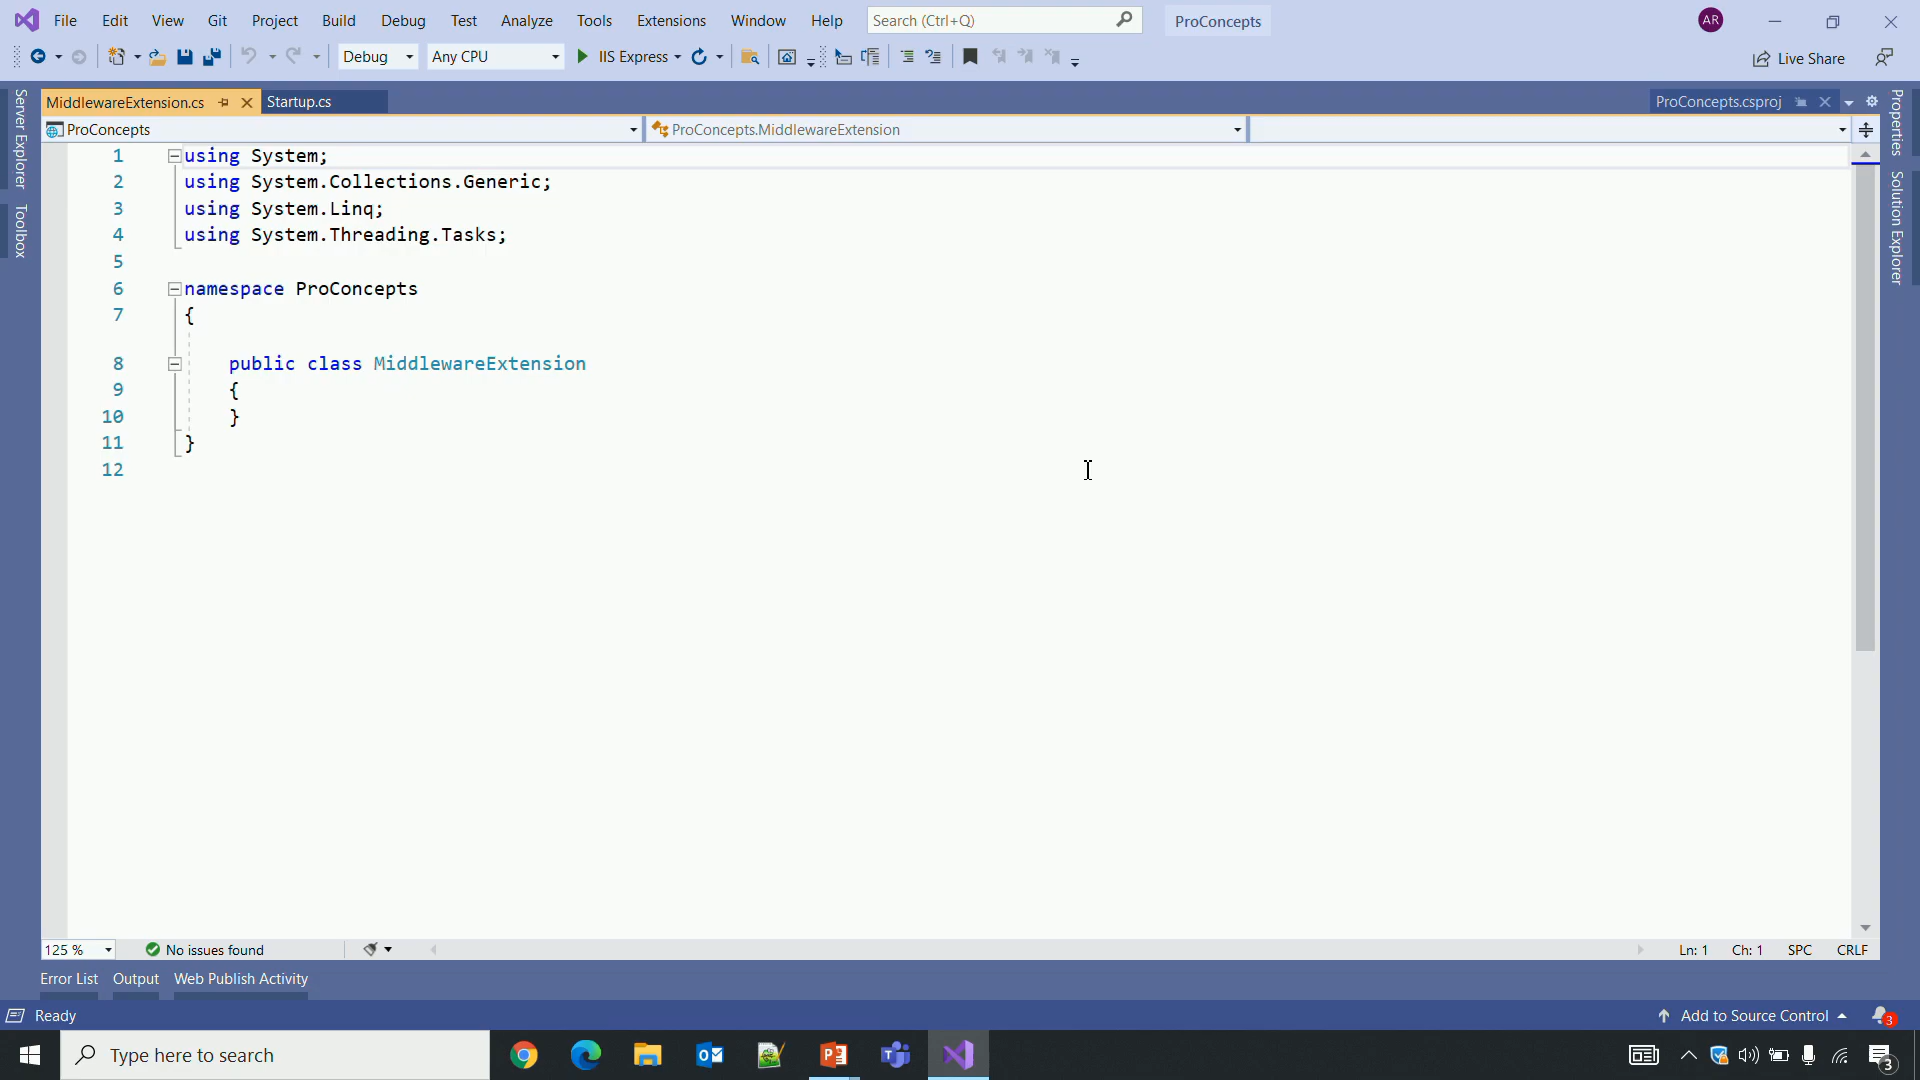 File Edit View Git Project Build Debug Test Analyze Tools Extensions Window Help Search (Ctrl+Q) ProConcepts AR
Debug Any CPU IIS Express Live Share
Server Explorer
Toolbox
MiddlewareExtension.cs Startup.cs ProConcepts.csproj
ProConcepts ProConcepts.MiddlewareExtension
Properties
Solution Explorer
1 using System;
2 using System.Collections.Generic;
3 using System.Linq;
4 using System.Threading.Tasks;
5
6 namespace ProConcepts
7 {
8 public class MiddlewareExtension
9 {
10 }
11 }
12
125 % No issues found Ln: 1 Ch: 1 SPC CRLF
Error List Output Web Publish Activity
Ready Add to Source Control 3
Type here to search 3